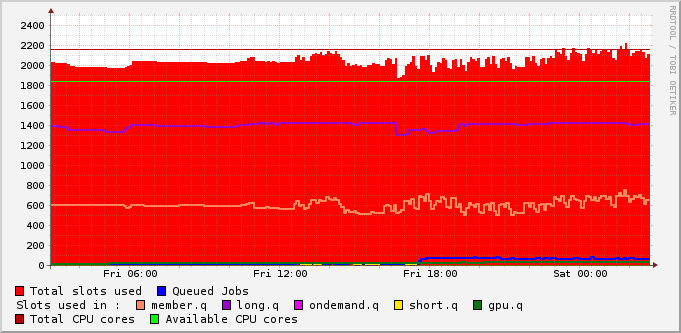 2400
2200
2000
1800
1600
1400
1200
1000
800
600
400
200
0
Fri 06:00 Fri 12:00 Fri 18:00 Sat 00:00
Total slots used Queued Jobs
Slots used in : member.q long.q ondemand.q short.q gpu.q
Total CPU cores Available CPU cores
RRDTOOL / TOBI OETIKER